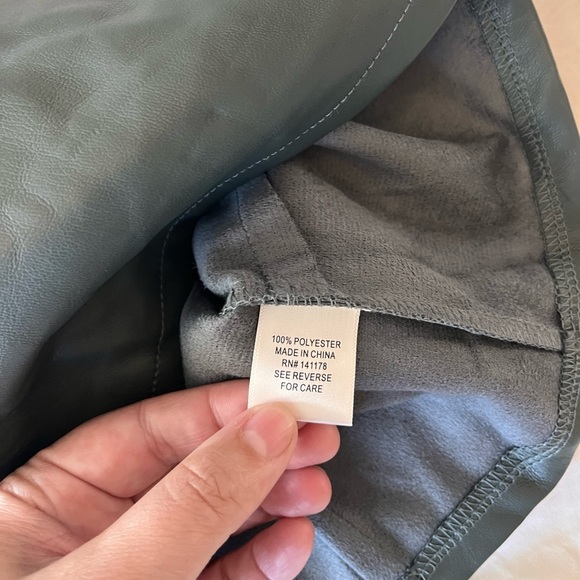 100% POLYESTER
MADE IN CHINA
RN# 141178
SEE REVERSE
FOR CARE